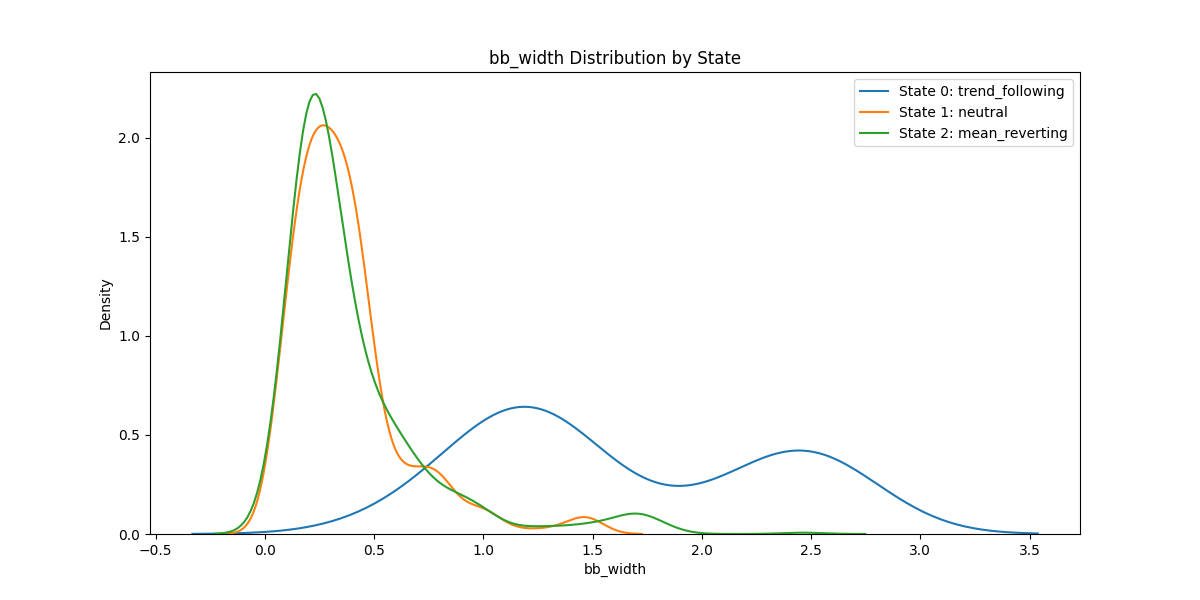 bb_width Distribution by State
State 0: trend_following
State 1: neutral
State 2: mean_reverting
Density
2.0
1.5
1.0
0.5
0.0
−0.5
0.0
0.5
1.0
1.5
2.0
2.5
3.0
3.5
bb_width